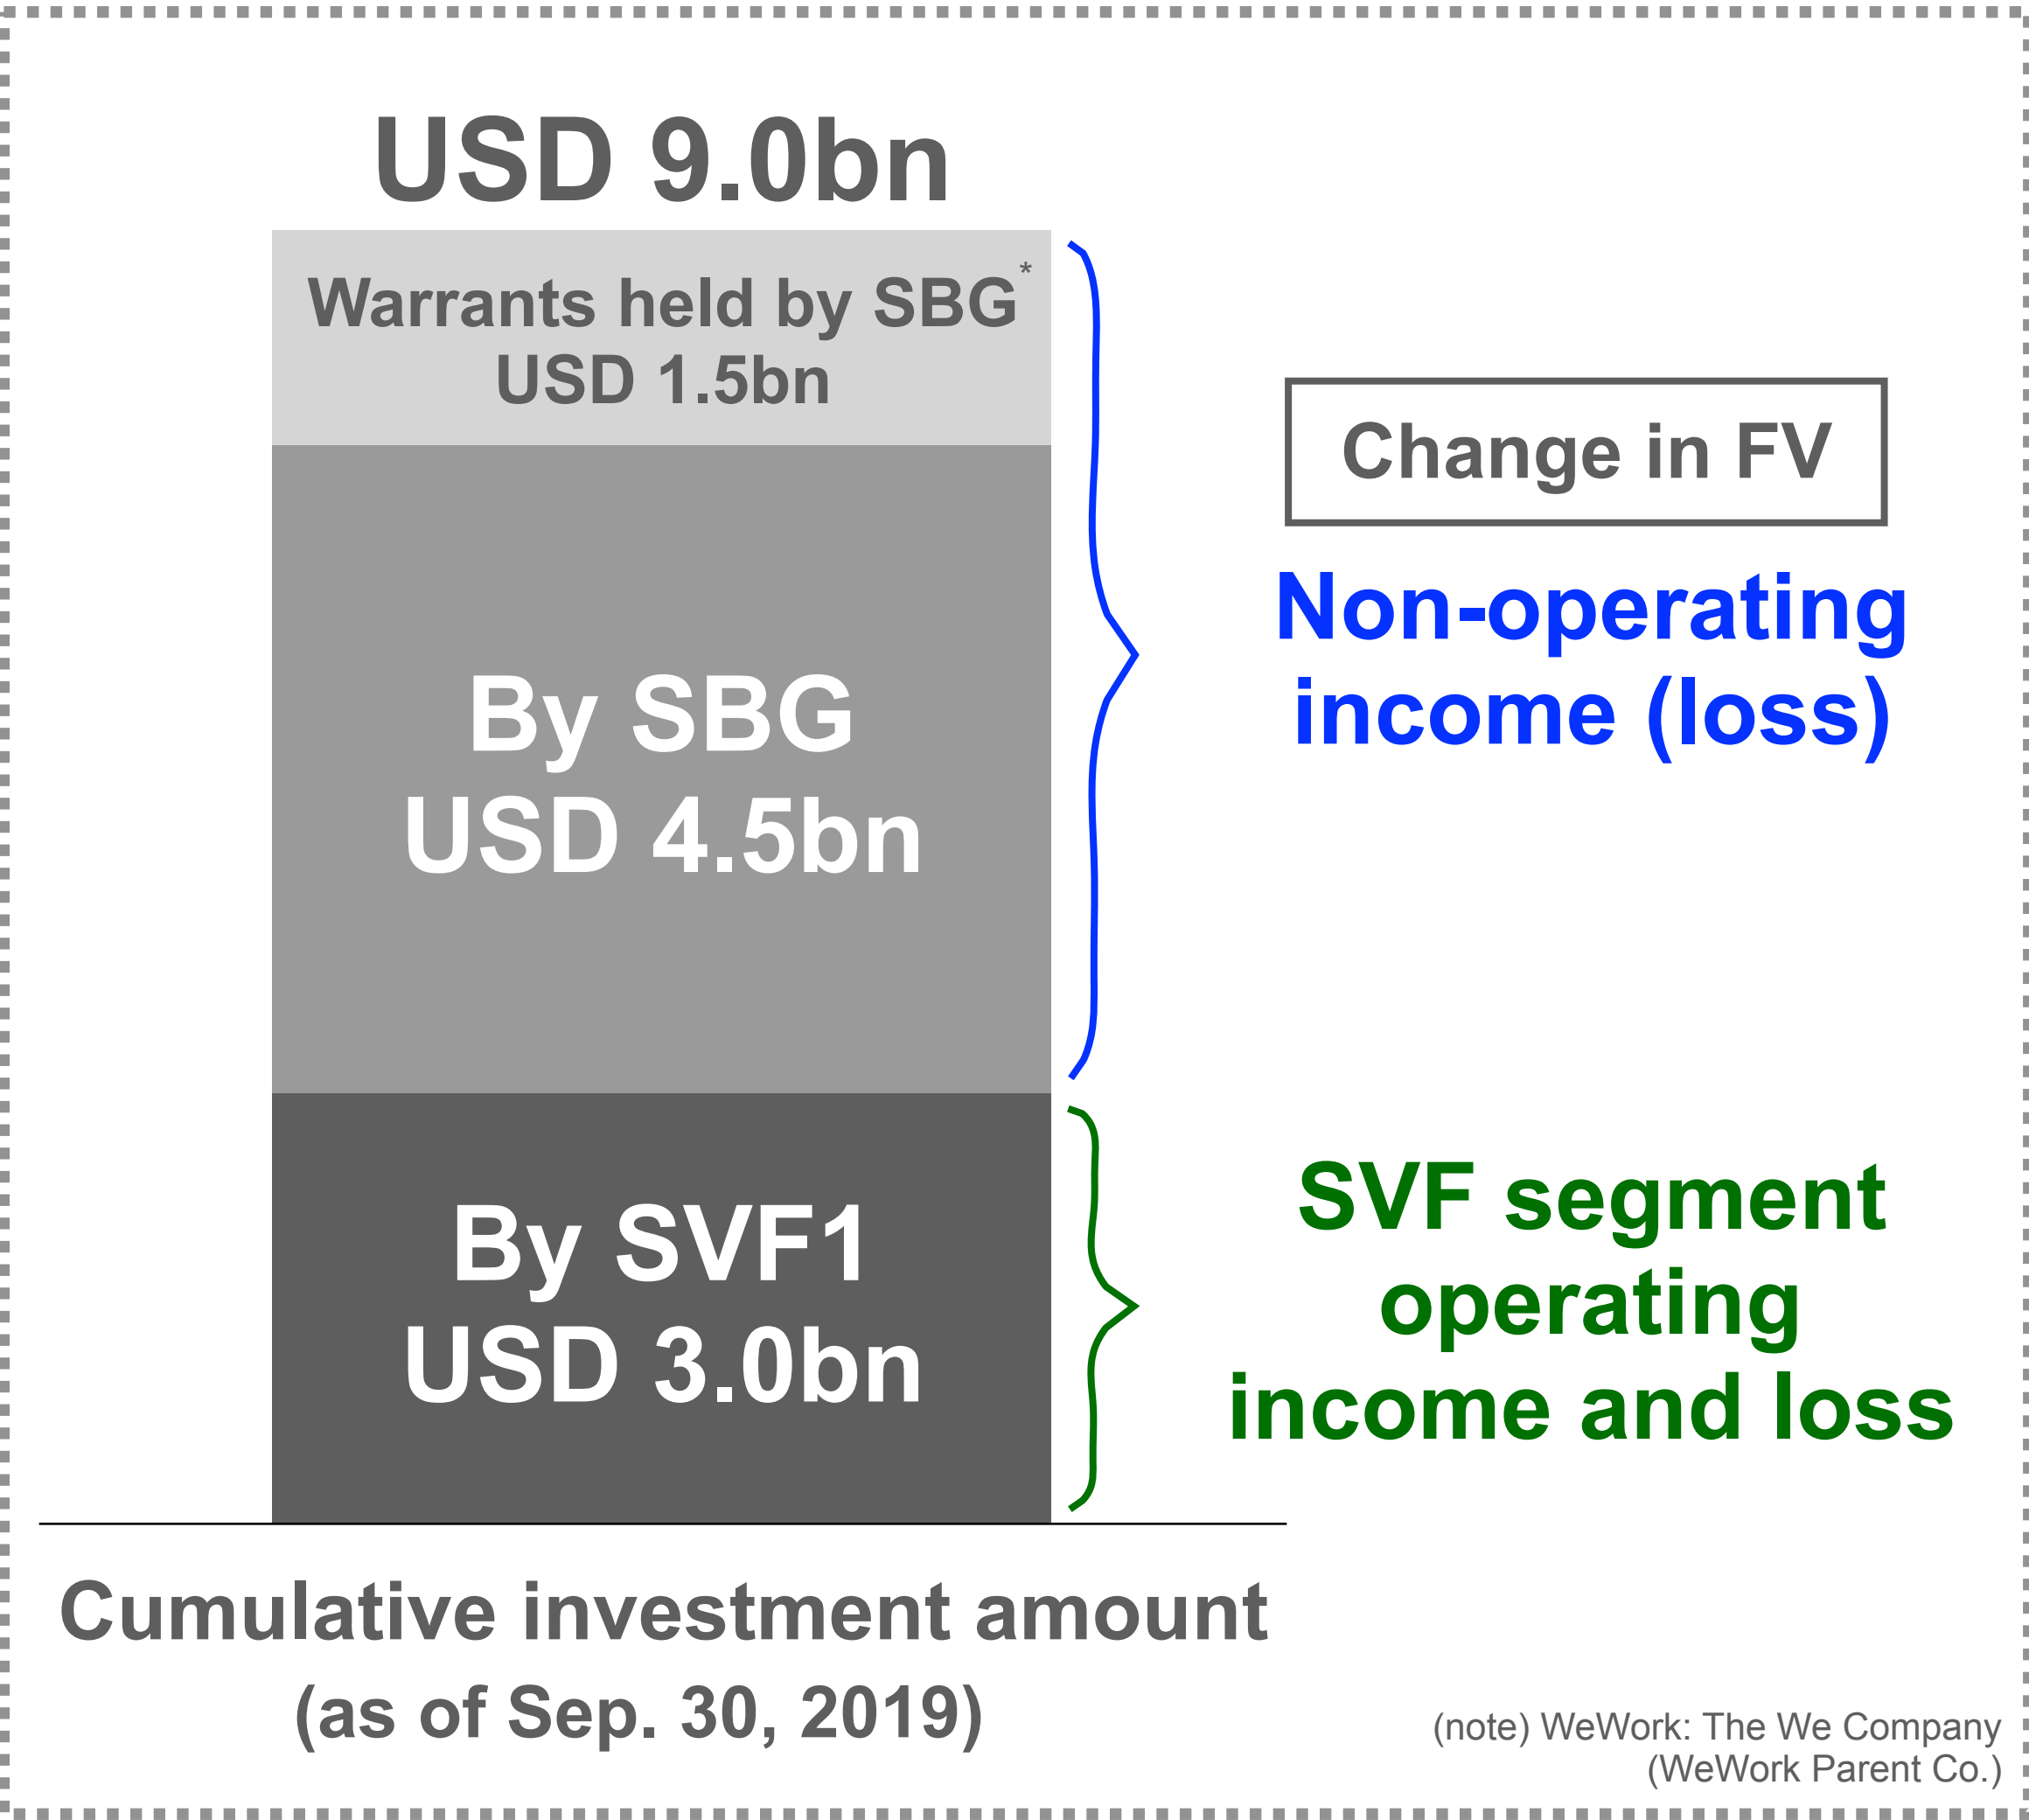 USD 9.0bn
Warrants held by SBG*
USD 1.5bn
By SBG
USD 4.5bn
By SVF1
USD 3.0bn
Change in FV
Non-operating
income (loss)
SVF segment
operating
income and loss
Cumulative investment amount
(as of Sep. 30, 2019)
(note) WeWork: The We Company
(WeWork Parent Co.)